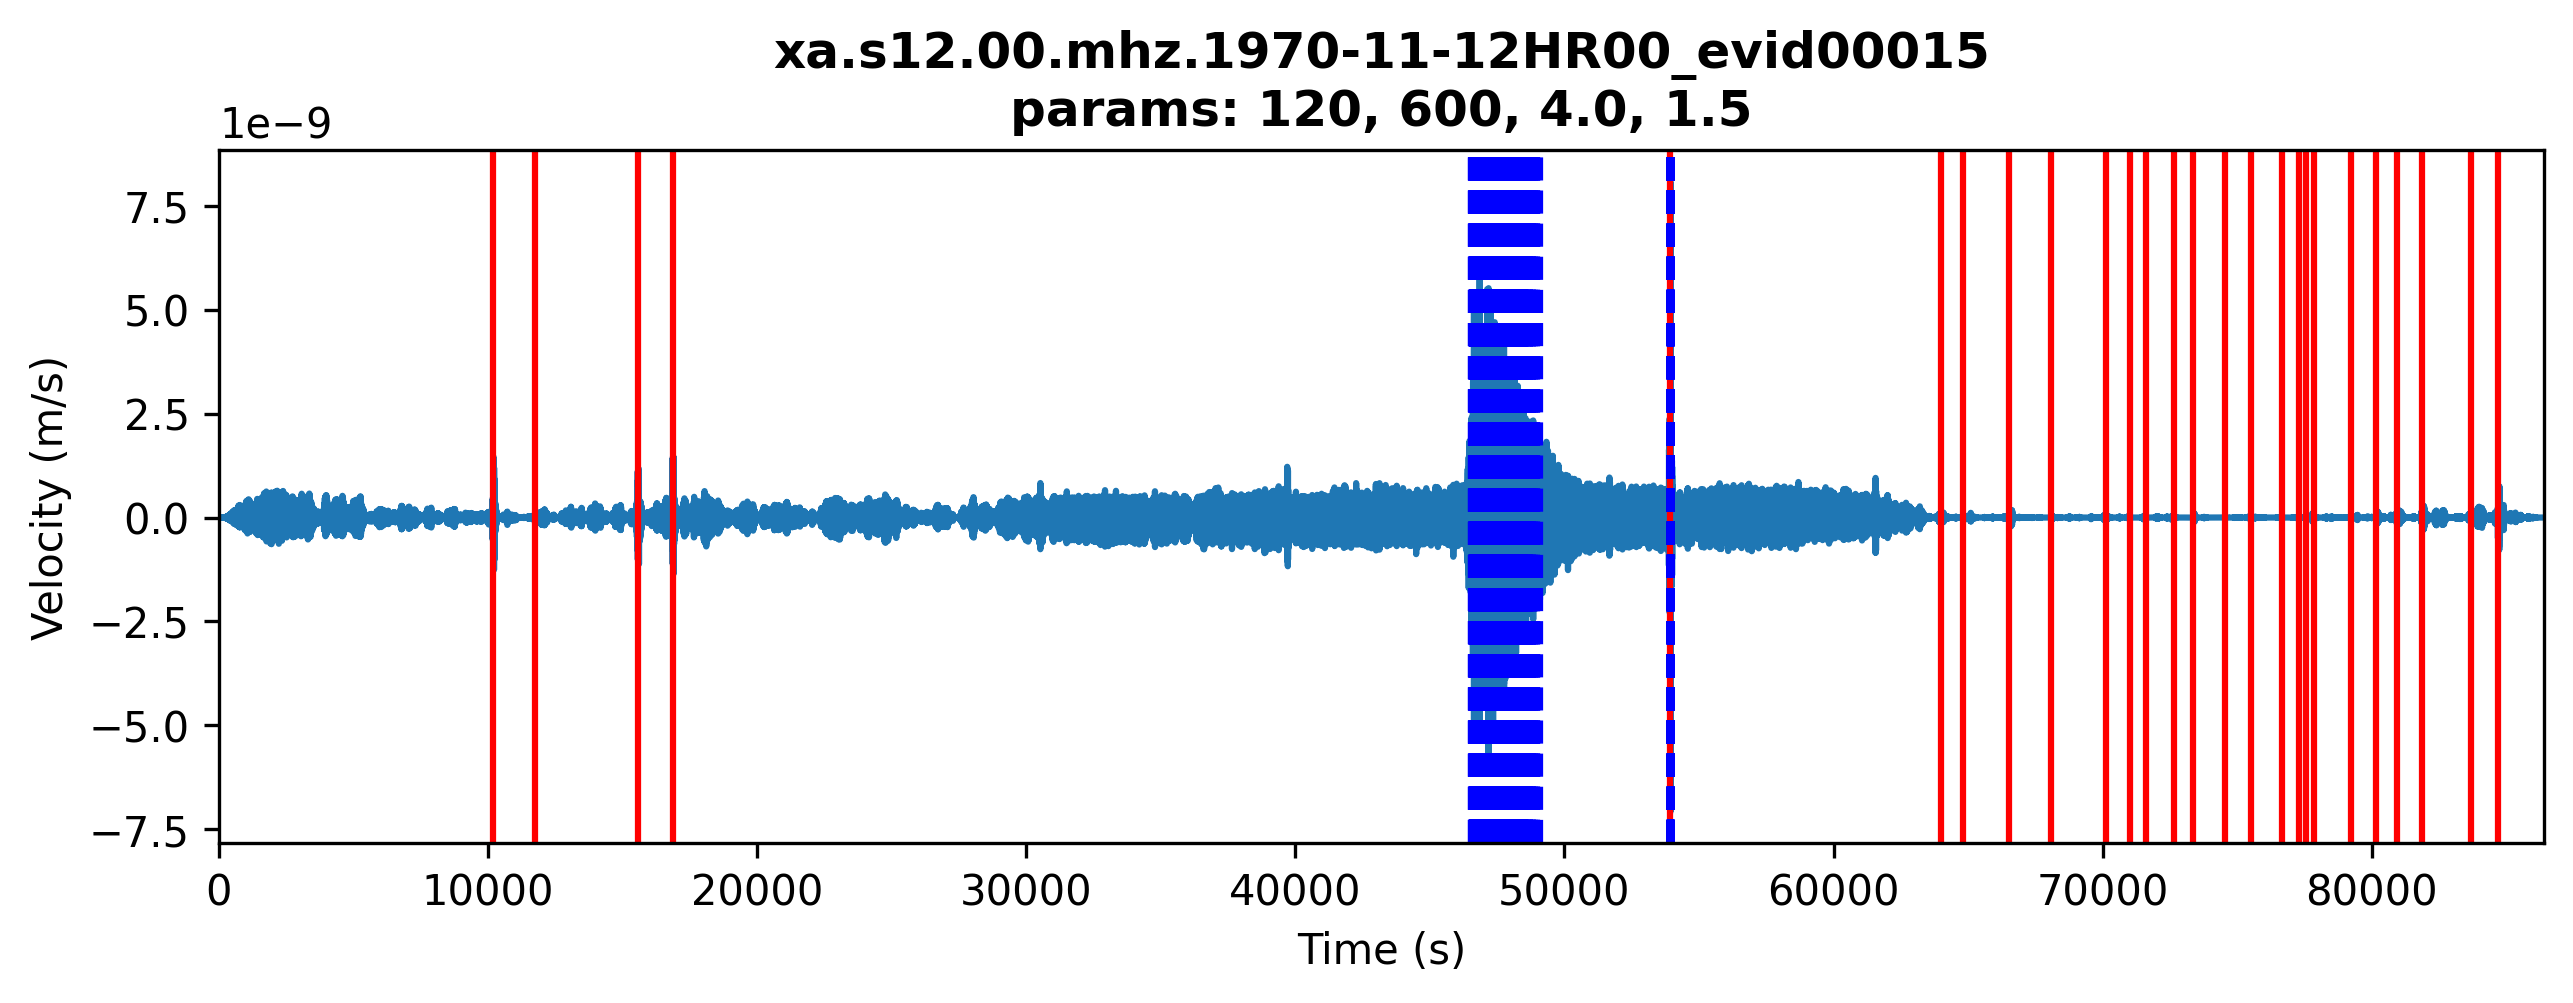 xa.s12.00.mhz.1970-11-12HR00_evid00015
params: 120, 600, 4.0, 1.5
1e−9
7.5
5.0
2.5
0.0
−2.5
−5.0
−7.5
Velocity (m/s)
0 10000 20000 30000 40000 50000 60000 70000 80000
Time (s)